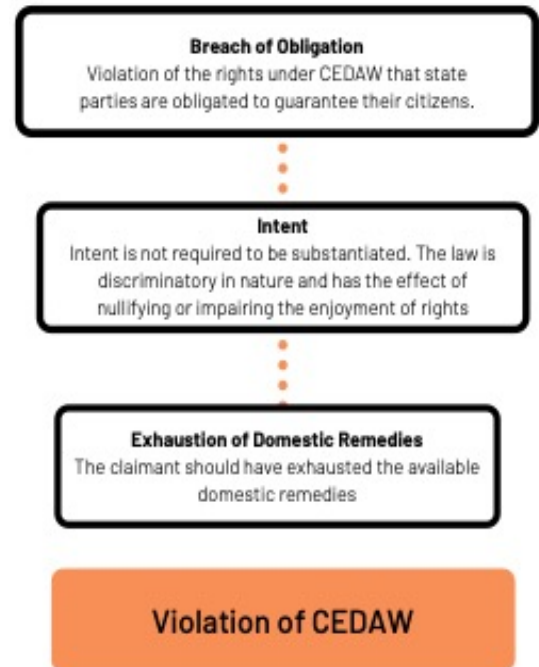 Breach of Obligation
Violation of the rights under CEDAW that state
parties are obligated to guarantee their citizens.
Intent
Intent is not required to be substantiated. The law is
discriminatory in nature and has the effect of
nullifying or impairing the enjoyment of rights
Exhaustion of Domestic Remedies
The claimant should have exhausted the available
domestic remedies
Violation of CEDAW